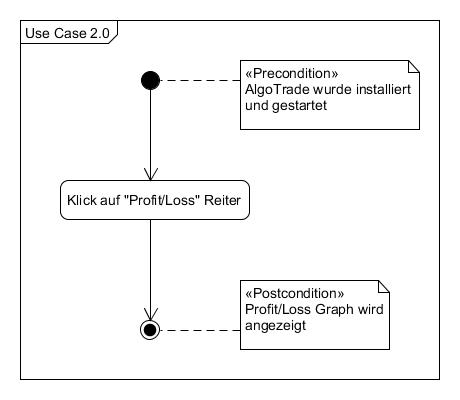 Use Case 2.0
«Precondition»
AlgoTrade wurde installiert
und gestartet
Klick auf "Profit/Loss" Reiter
«Postcondition»
Profit/Loss Graph wird
angezeigt